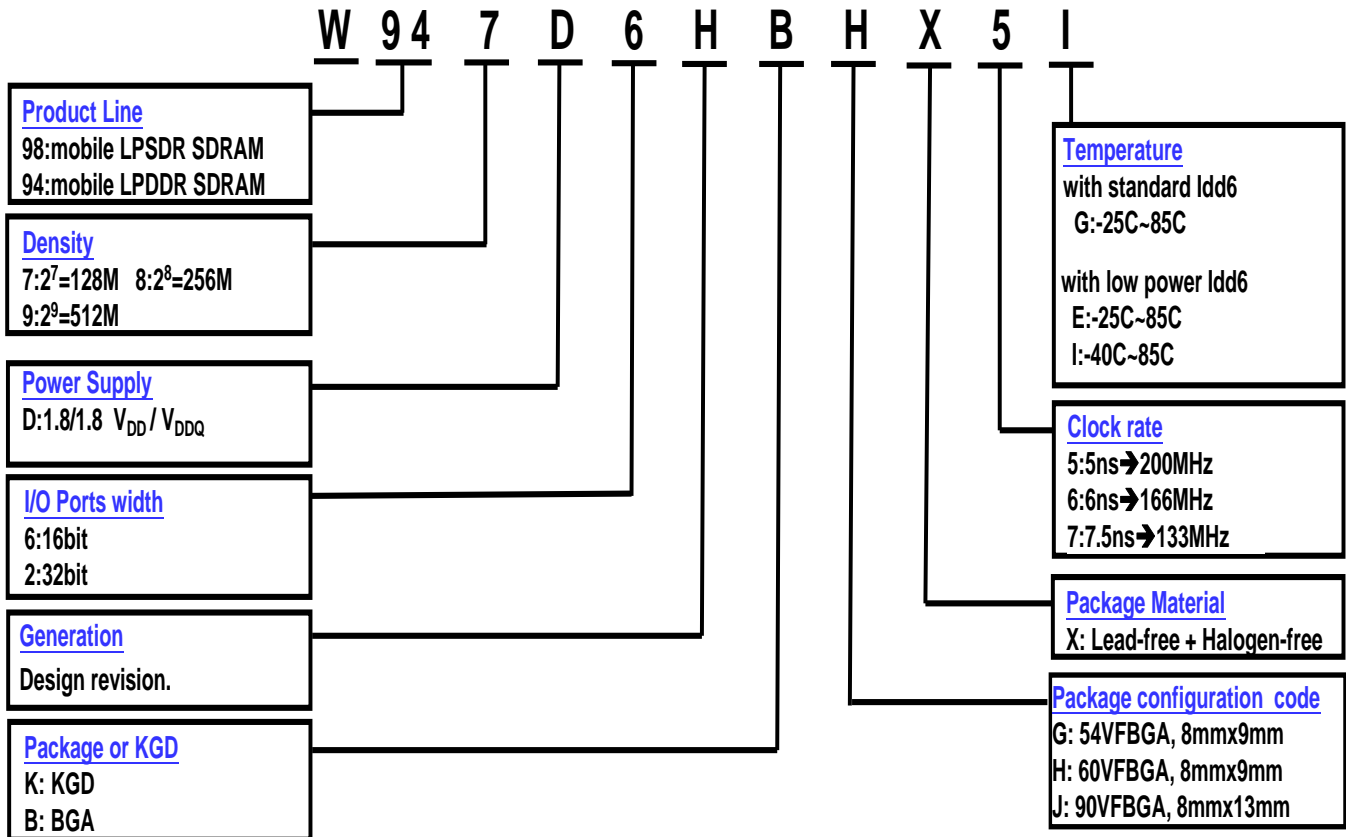 W 94 7 D 6 H B H X 5 I
Product Line
98:mobile LPSDR SDRAM
94:mobile LPDDR SDRAM
Density
7:2⁷=128M 8:2⁸=256M
9:2⁹=512M
Power Supply
D:1.8/1.8 VDD / VDDQ
I/O Ports width
6:16bit
2:32bit
Generation
Design revision.
Package or KGD
K: KGD
B: BGA
Temperature
with standard Idd6
G:-25C~85C
with low power Idd6
E:-25C~85C
I:-40C~85C
Clock rate
5:5ns➔200MHz
6:6ns➔166MHz
7:7.5ns➔133MHz
Package Material
X: Lead-free + Halogen-free
Package configuration code
G: 54VFBGA, 8mmx9mm
H: 60VFBGA, 8mmx9mm
J: 90VFBGA, 8mmx13mm